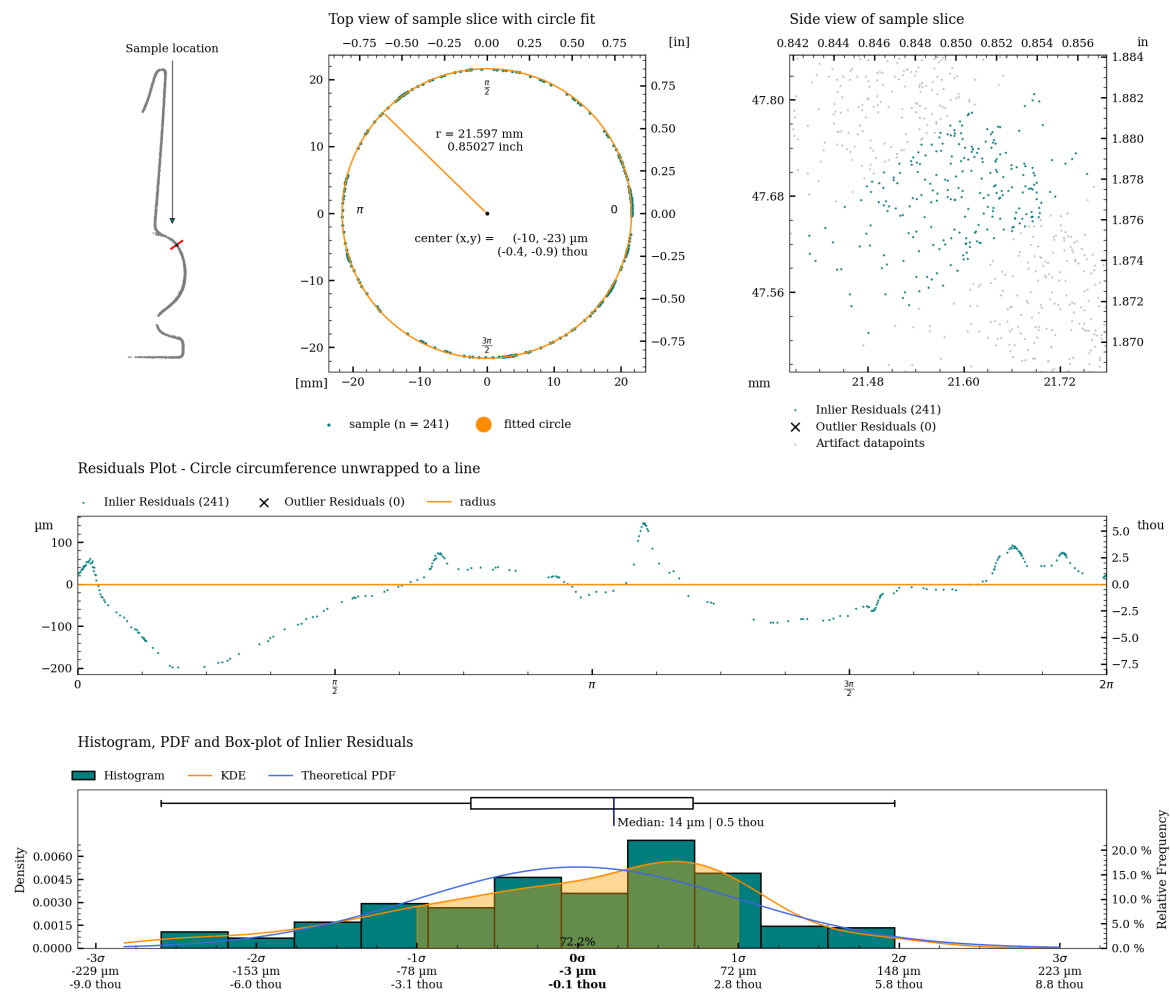 Sample location
Top view of sample slice with circle fit
−0.75 −0.50 −0.25 0.00 0.25 0.50 0.75 [in]
20
10
0
−10
−20
[mm]
−20 −10 0 10 20
0.75
0.50
0.25
0.00
−0.25
−0.50
−0.75
π/2
r = 21.597 mm
0.85027 inch
π
0
center (x,y) = (-10, -23) µm
(-0.4, -0.9) thou
3π/2
sample (n = 241) fitted circle
Side view of sample slice
0.842 0.844 0.846 0.848 0.850 0.852 0.854 0.856 in
47.80
47.68
47.56
mm
21.48 21.60 21.72
1.884
1.882
1.880
1.878
1.876
1.874
1.872
1.870
Inlier Residuals (241)
Outlier Residuals (0)
Artifact datapoints
Residuals Plot - Circle circumference unwrapped to a line
Inlier Residuals (241) Outlier Residuals (0) radius
µm
100
0
−100
−200
thou
5.0
2.5
0.0
−2.5
−5.0
−7.5
0 π/2 π 3π/2 2π
Histogram, PDF and Box-plot of Inlier Residuals
Histogram KDE Theoretical PDF
Median: 14 µm | 0.5 thou
Density
0.0060
0.0045
0.0030
0.0015
0.0000
Relative Frequency
20.0 %
15.0 %
10.0 %
5.0 %
0.0 %
72.2%
−3σ −2σ −1σ 0σ 1σ 2σ 3σ
-229 µm -153 µm -78 µm -3 µm 72 µm 148 µm 223 µm
-9.0 thou -6.0 thou -3.1 thou -0.1 thou 2.8 thou 5.8 thou 8.8 thou